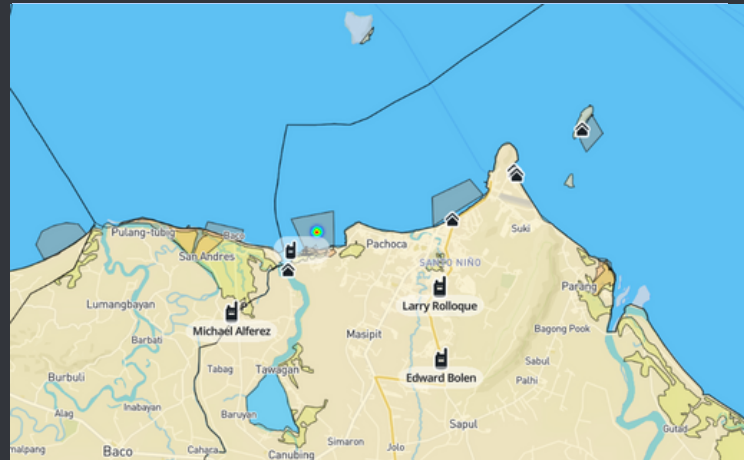 Pulang-tubig
Baco
San Andres
Pachoca
Suki
SANTO NIÑO
Parang
Lumangbayan
Larry Rolloque
Michael Alferez
Masipit
Bagong Pook
Barbati
Tabag
Tawagan
Edward Bolen
Sabul
Palhi
Burbuli
Inabayan
Alag
Baruyan
Sapul
Gutad
malpang
Baco
Cahaca
Canubing
Simaron
Jolo